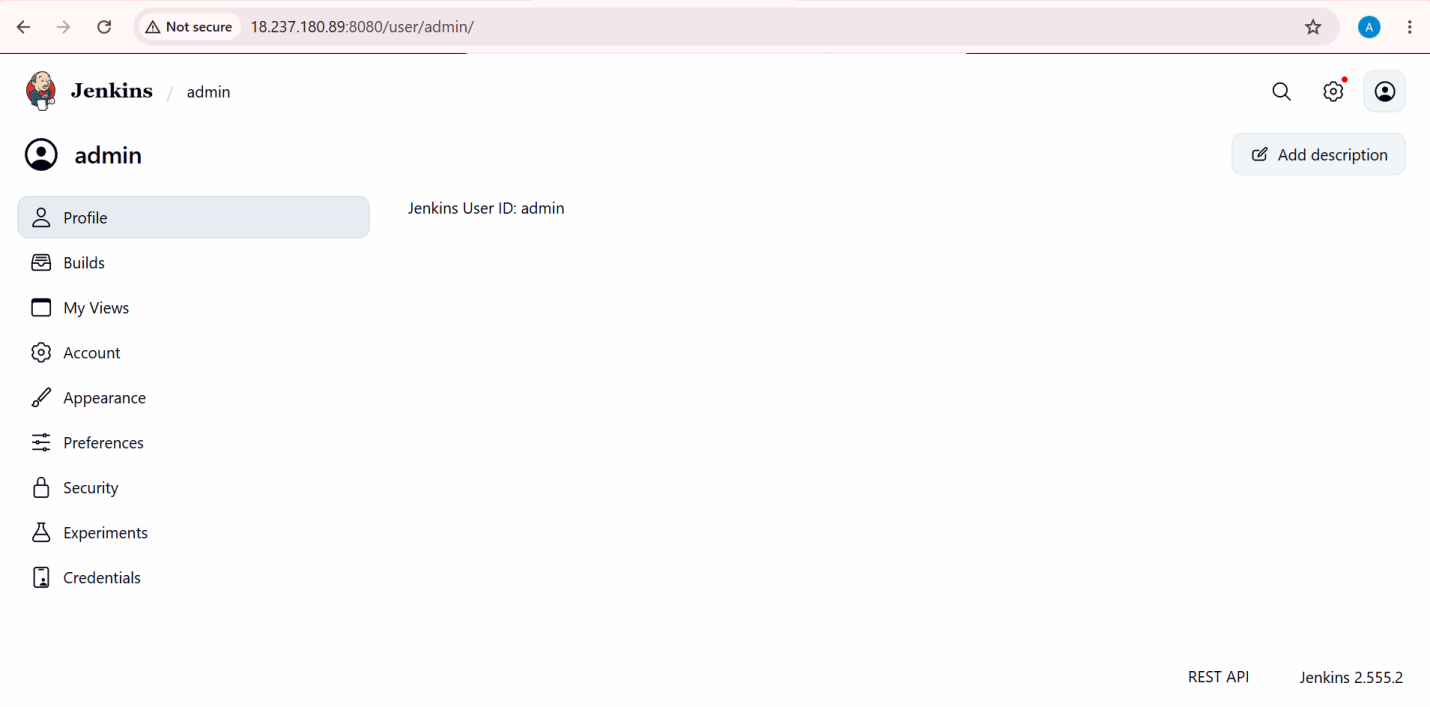 Not secure 18.237.180.89:8080/user/admin/ A
Jenkins / admin
admin
Add description
Profile
Jenkins User ID: admin
Builds
My Views
Account
Appearance
Preferences
Security
Experiments
Credentials
REST API Jenkins 2.555.2